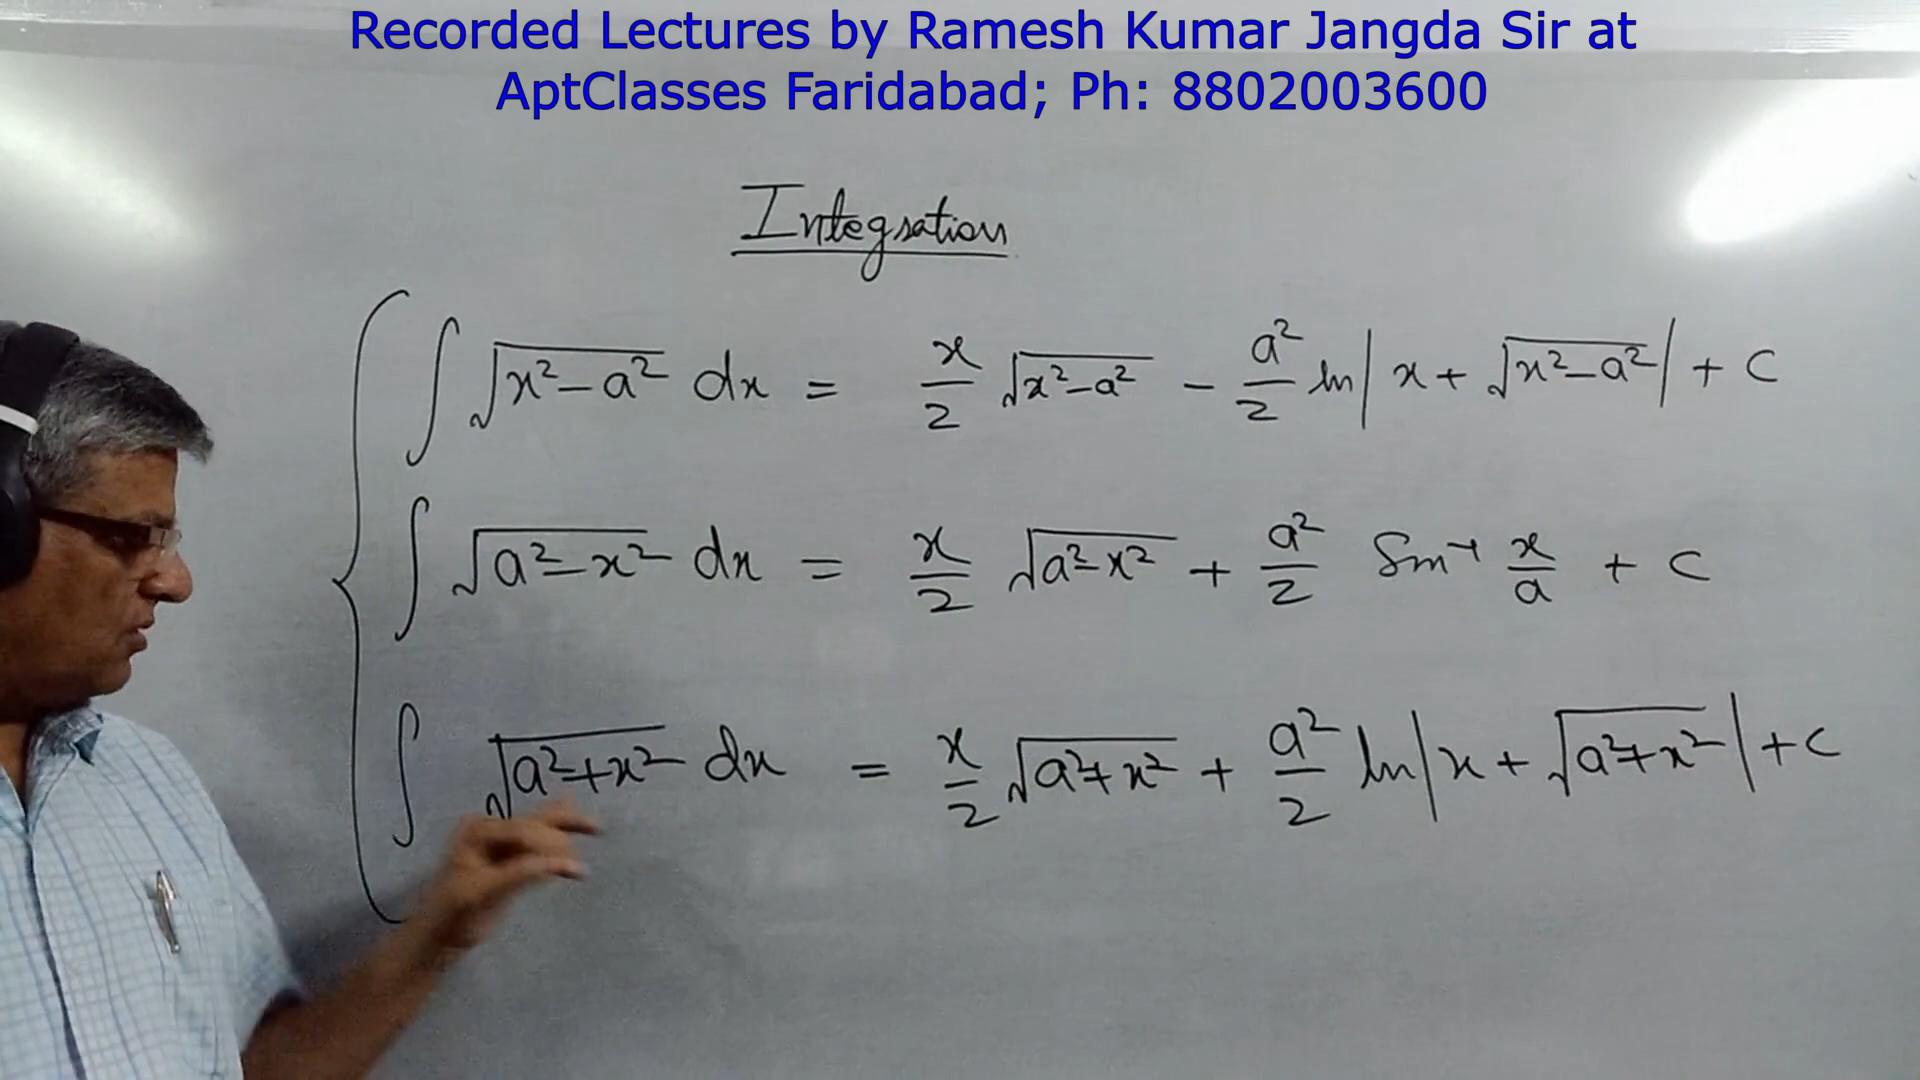 Recorded Lectures by Ramesh Kumar Jangda Sir at
AptClasses Faridabad; Ph: 8802003600
Integration
∫ √(x² - a²) dx = x/2 √(x² - a²) - a²/2 ln | x + √(x² - a²) | + c
∫ √(a² - x²) dx = x/2 √(a² - x²) + a²/2 Sin⁻¹ x/a + c
∫ √(a² + x²) dx = x/2 √(a² + x²) + a²/2 ln | x + √(a² + x²) | + c